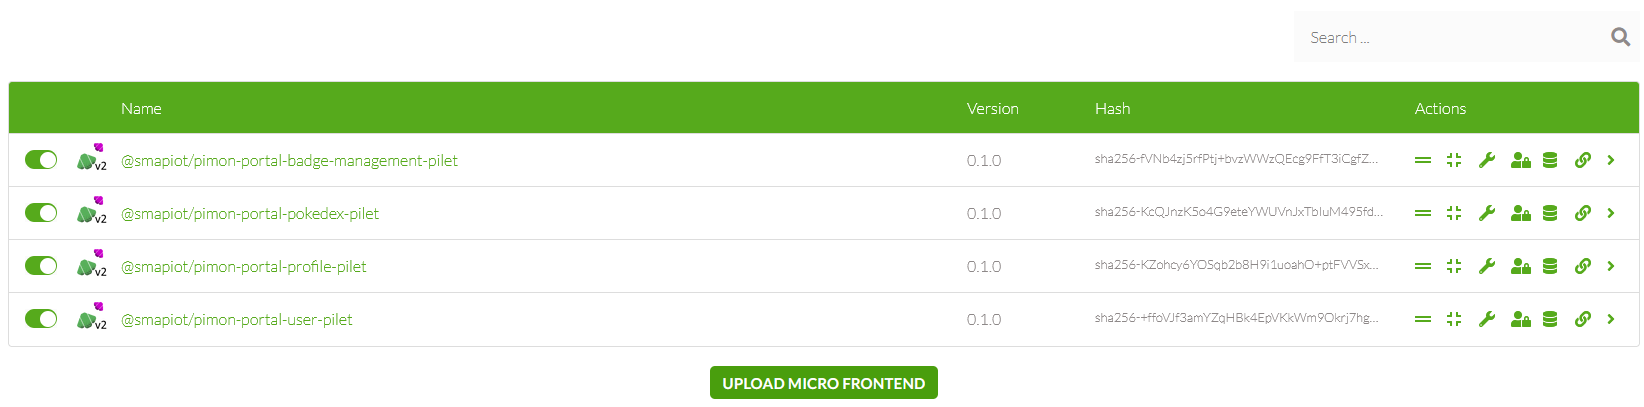 Search ...
Name Version Hash Actions
v2 @smapiot/pimon-portal-badge-management-pilet 0.1.0 sha256-fVNb4zj5rfPtj+bvzWWzQEcg9FfT3iCgfZ...
v2 @smapiot/pimon-portal-pokedex-pilet 0.1.0 sha256-KcQJnzK5o4G9eteYWUVnJxTbIuM495fd...
v2 @smapiot/pimon-portal-profile-pilet 0.1.0 sha256-KZohcy6YOSqb2b8H9i1uoahO+ptFVVSx...
v2 @smapiot/pimon-portal-user-pilet 0.1.0 sha256-+ffoVJf3amYZqHBk4EpVKkWm9Okrj7hg...
UPLOAD MICRO FRONTEND